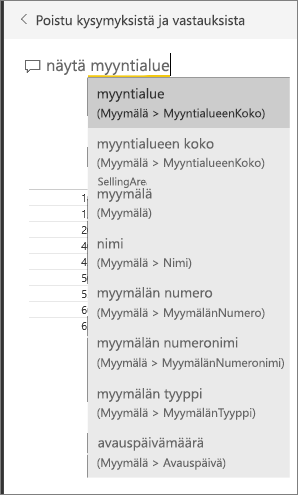 Poistu kysymyksistä ja vastauksista
näytä myyntialue
myyntialue
(Myymälä > MyyntialueenKoko)
myyntialueen koko
(Myymälä > MyyntialueenKoko)
SellingAre
myymälä
(Myymälä)
nimi
(Myymälä > Nimi)
myymälän numero
(Myymälä > MyymälänNumero)
myymälän numeronimi
(Myymälä > MyymälänNumeronimi)
myymälän tyyppi
(Myymälä > MyymälänTyyppi)
avauspäivämäärä
(Myymälä > Avauspäivä)
1
1
2
4
4
5
5
6
6